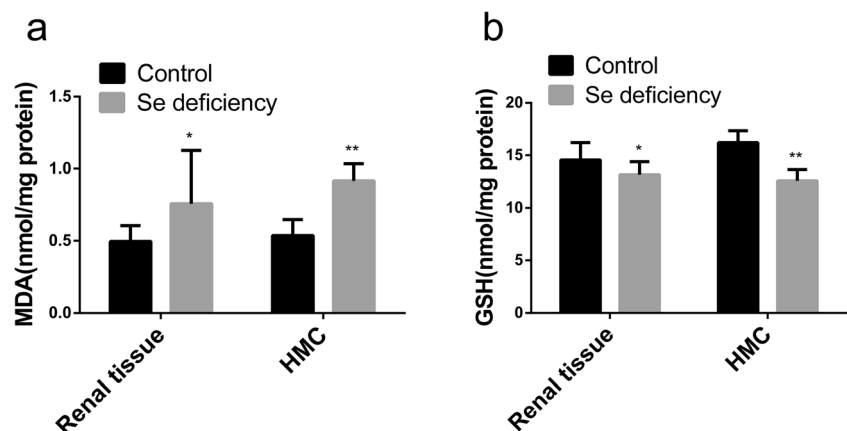 a
Control
Se deficiency
MDA(nmol/mg protein)
1.5
1.0
0.5
0.0
*
**
Renal tissue
HMC
b
Control
Se deficiency
GSH(nmol/mg protein)
20
15
10
5
0
*
**
Renal tissue
HMC